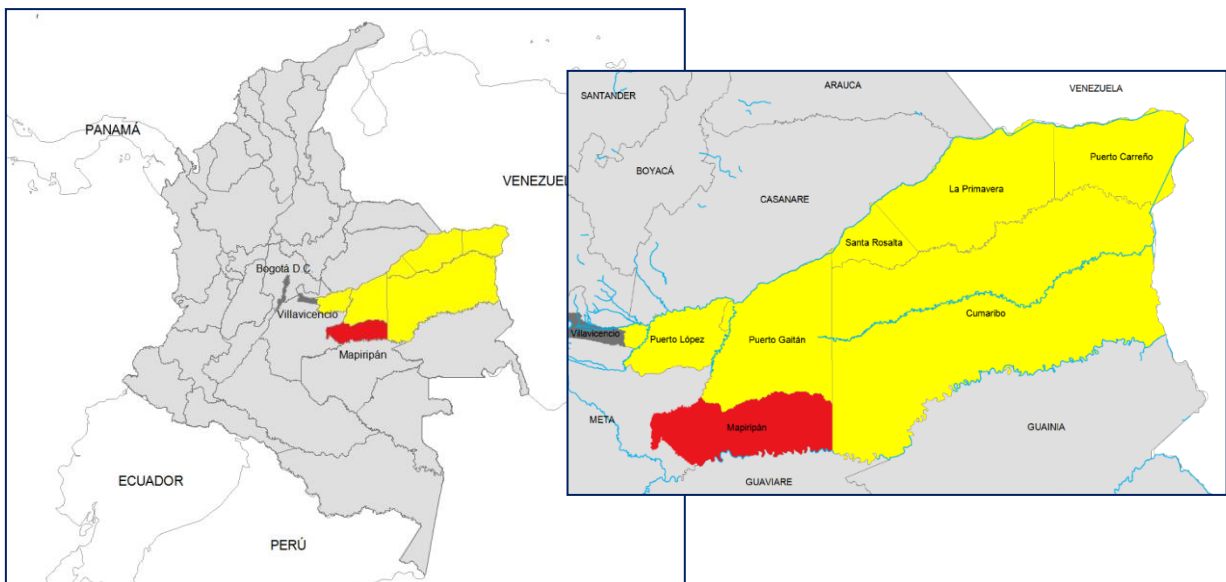 PANAMÁ
VENEZUEL
Bogotá D.C.
Villavicencio
Mapiripán
ECUADOR
PERÚ
SANTANDER
ARAUCA
VENEZUELA
BOYACÁ
CASANARE
Puerto Carreño
La Primavera
Santa Rosalta
Villavicencio
Puerto López
Puerto Gaitán
Cumaribo
META
Mapiripán
GUAINIA
GUAVIARE